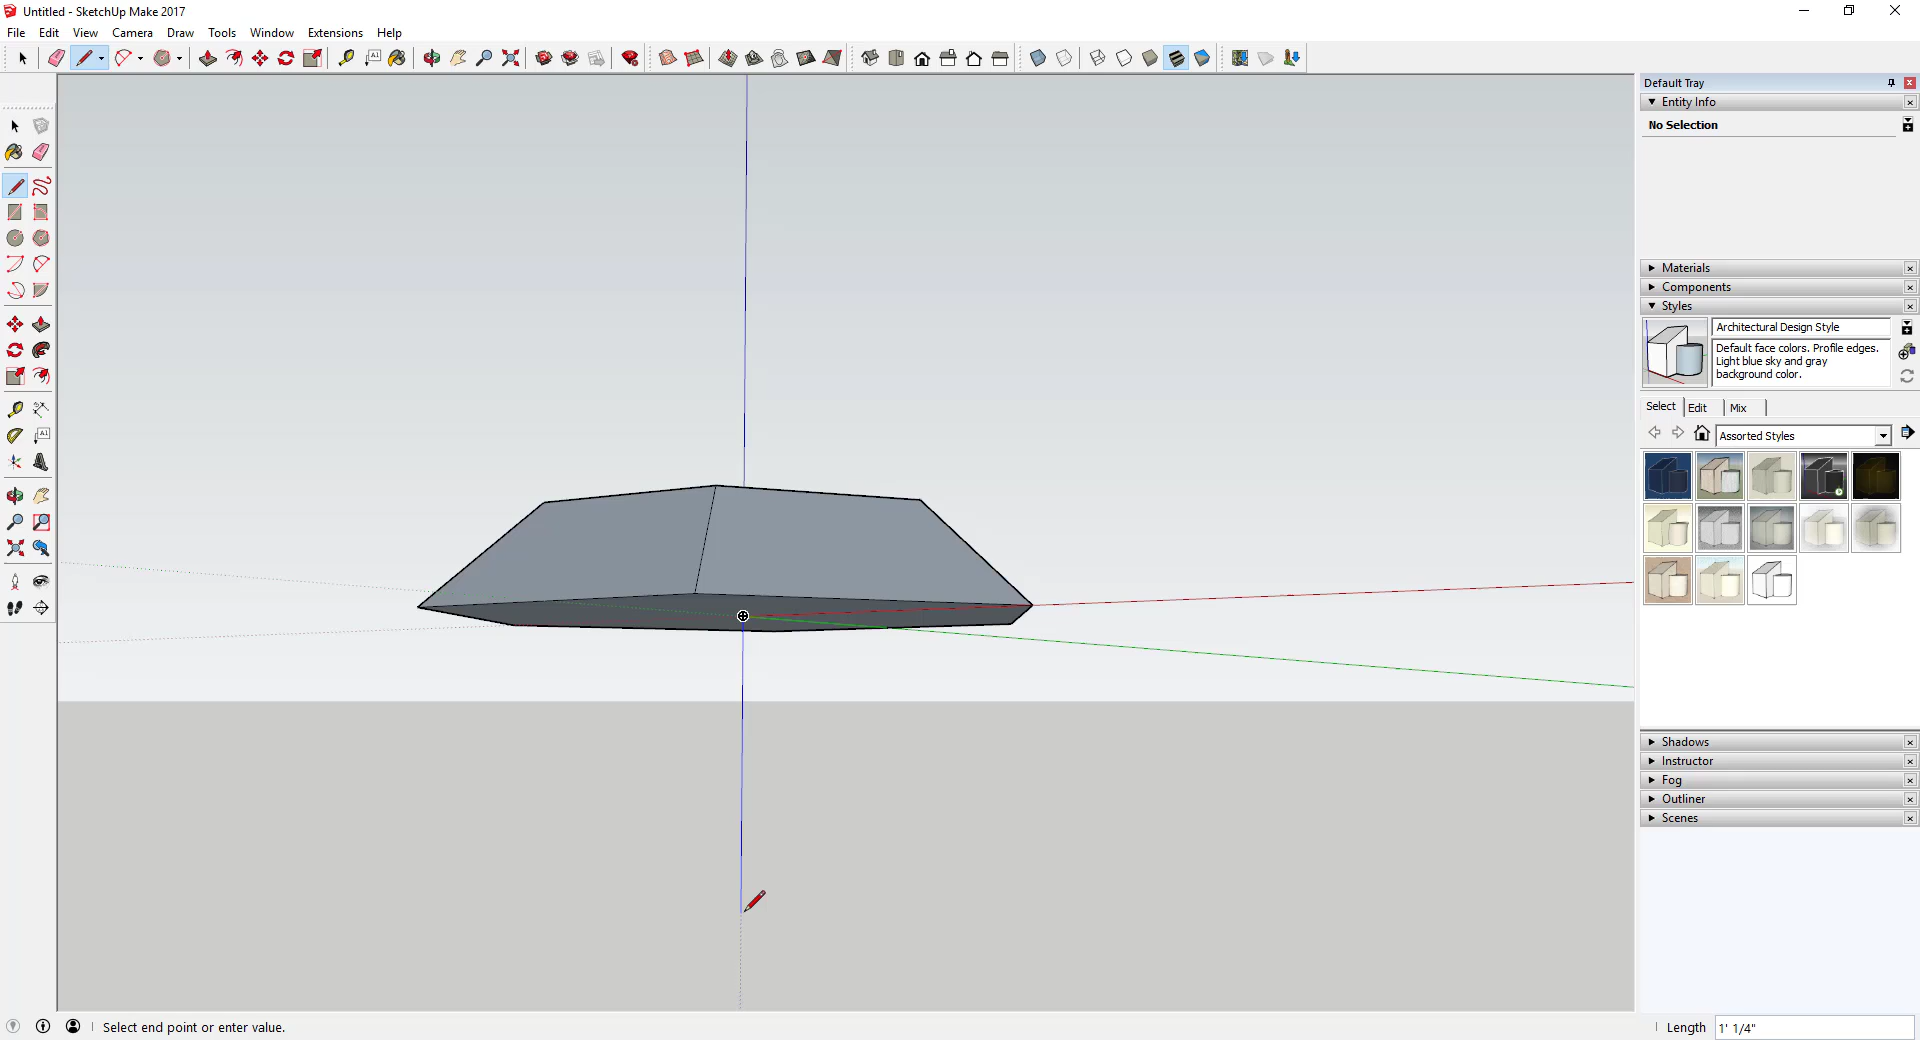 Untitled - SketchUp Make 2017
File Edit View Camera Draw Tools Window Extensions Help
A1
Default Tray
Entity Info
No Selection
A1
Materials
Components
Styles
Architectural Design Style
Default face colors. Profile edges.
Light blue sky and gray
background color.
Select Edit Mix
Assorted Styles
Shadows
Instructor
Fog
Outliner
Scenes
Select end point or enter value.
Length 1' 1/4"